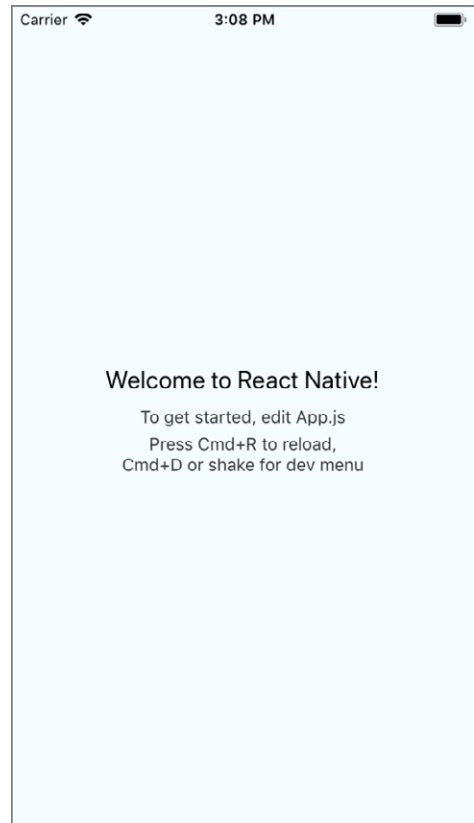 Carrier 3:08 PM
Welcome to React Native!
To get started, edit App.js
Press Cmd+R to reload,
Cmd+D or shake for dev menu